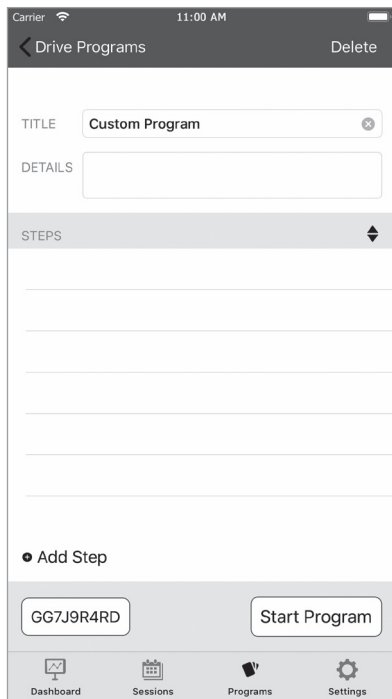 Carrier 11:00 AM
Drive Programs Delete
TITLE Custom Program
DETAILS
STEPS
Add Step
GG7J9R4RD Start Program
Dashboard Sessions Programs Settings